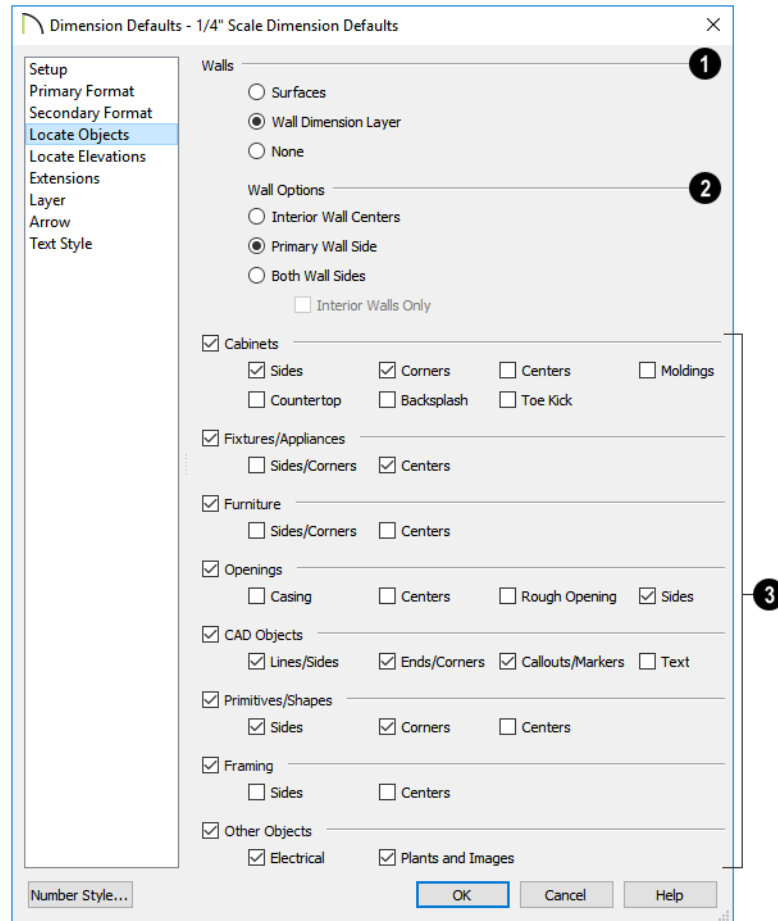 Dimension Defaults - 1/4" Scale Dimension Defaults
Setup
Primary Format
Secondary Format
Locate Objects
Locate Elevations
Extensions
Layer
Arrow
Text Style
Walls 1
Surfaces
Wall Dimension Layer
None
Wall Options 2
Interior Wall Centers
Primary Wall Side
Both Wall Sides
Interior Walls Only
Cabinets
Sides Corners Centers Moldings
Countertop Backsplash Toe Kick
Fixtures/Appliances
Sides/Corners Centers
Furniture
Sides/Corners Centers
Openings
Casing Centers Rough Opening Sides
3
CAD Objects
Lines/Sides Ends/Corners Callouts/Markers Text
Primitives/Shapes
Sides Corners Centers
Framing
Sides Centers
Other Objects
Electrical Plants and Images
Number Style... OK Cancel Help